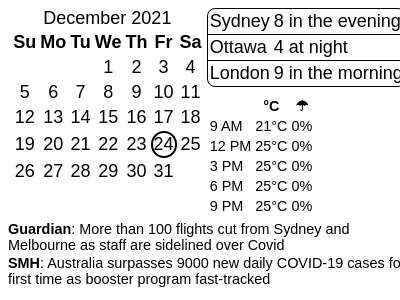 December 2021
Su Mo Tu We Th Fr Sa
1 2 3 4
5 6 7 8 9 10 11
12 13 14 15 16 17 18
19 20 21 22 23 24 25
26 27 28 29 30 31
Sydney 8 in the evening
Ottawa 4 at night
London 9 in the morning
°C ☂
9 AM 21°C 0%
12 PM 25°C 0%
3 PM 25°C 0%
6 PM 25°C 0%
9 PM 25°C 0%
Guardian: More than 100 flights cut from Sydney and
Melbourne as staff are sidelined over Covid
SMH: Australia surpasses 9000 new daily COVID-19 cases fo
first time as booster program fast-tracked